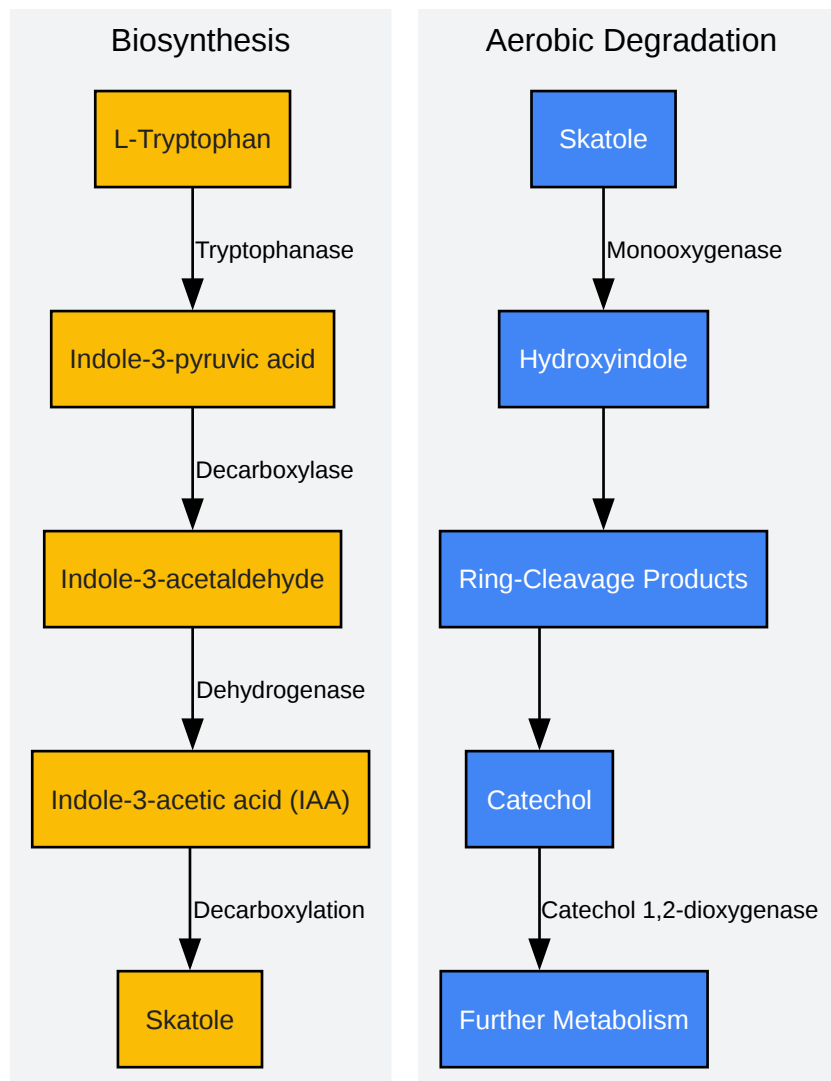 Biosynthesis
L-Tryptophan
Tryptophanase
Indole-3-pyruvic acid
Decarboxylase
Indole-3-acetaldehyde
Dehydrogenase
Indole-3-acetic acid (IAA)
Decarboxylation
Skatole
Aerobic Degradation
Skatole
Monooxygenase
Hydroxyindole
Ring-Cleavage Products
Catechol
Catechol 1,2-dioxygenase
Further Metabolism